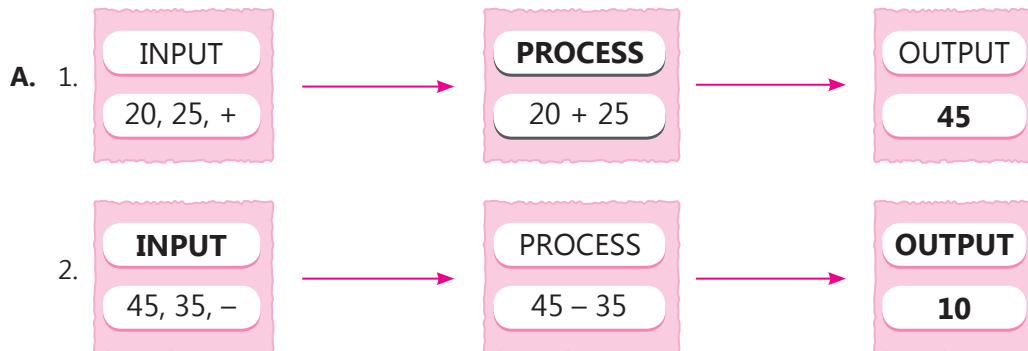 INPUT PROCESS OUTPUT
A. 1.
20, 25, + 20 + 25 45
INPUT PROCESS OUTPUT
2.
45, 35, – 45 – 35 10